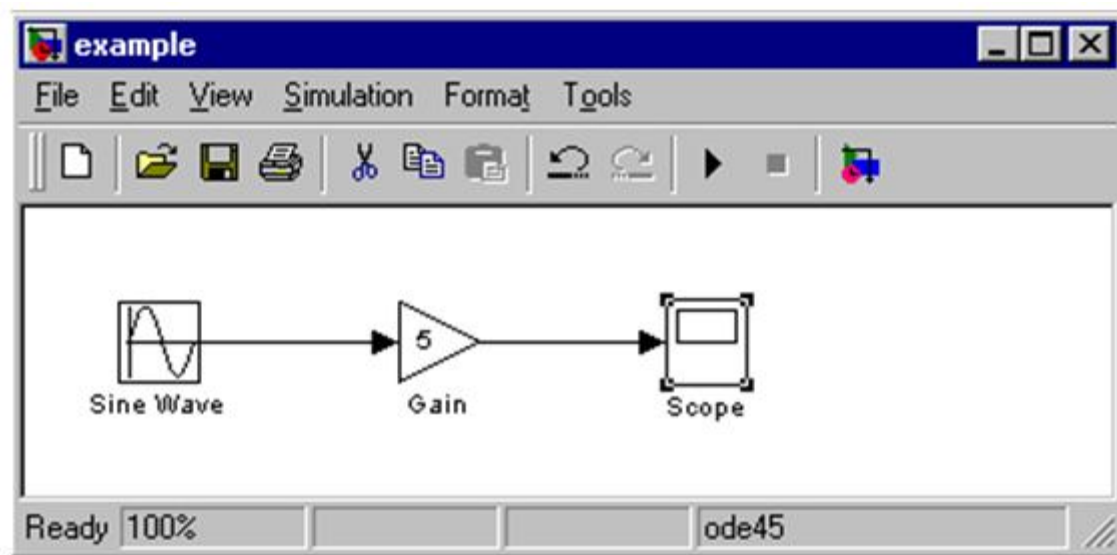 example
File Edit View Simulation Format Tools
5
Sine Wave Gain Scope
Ready 100% ode45